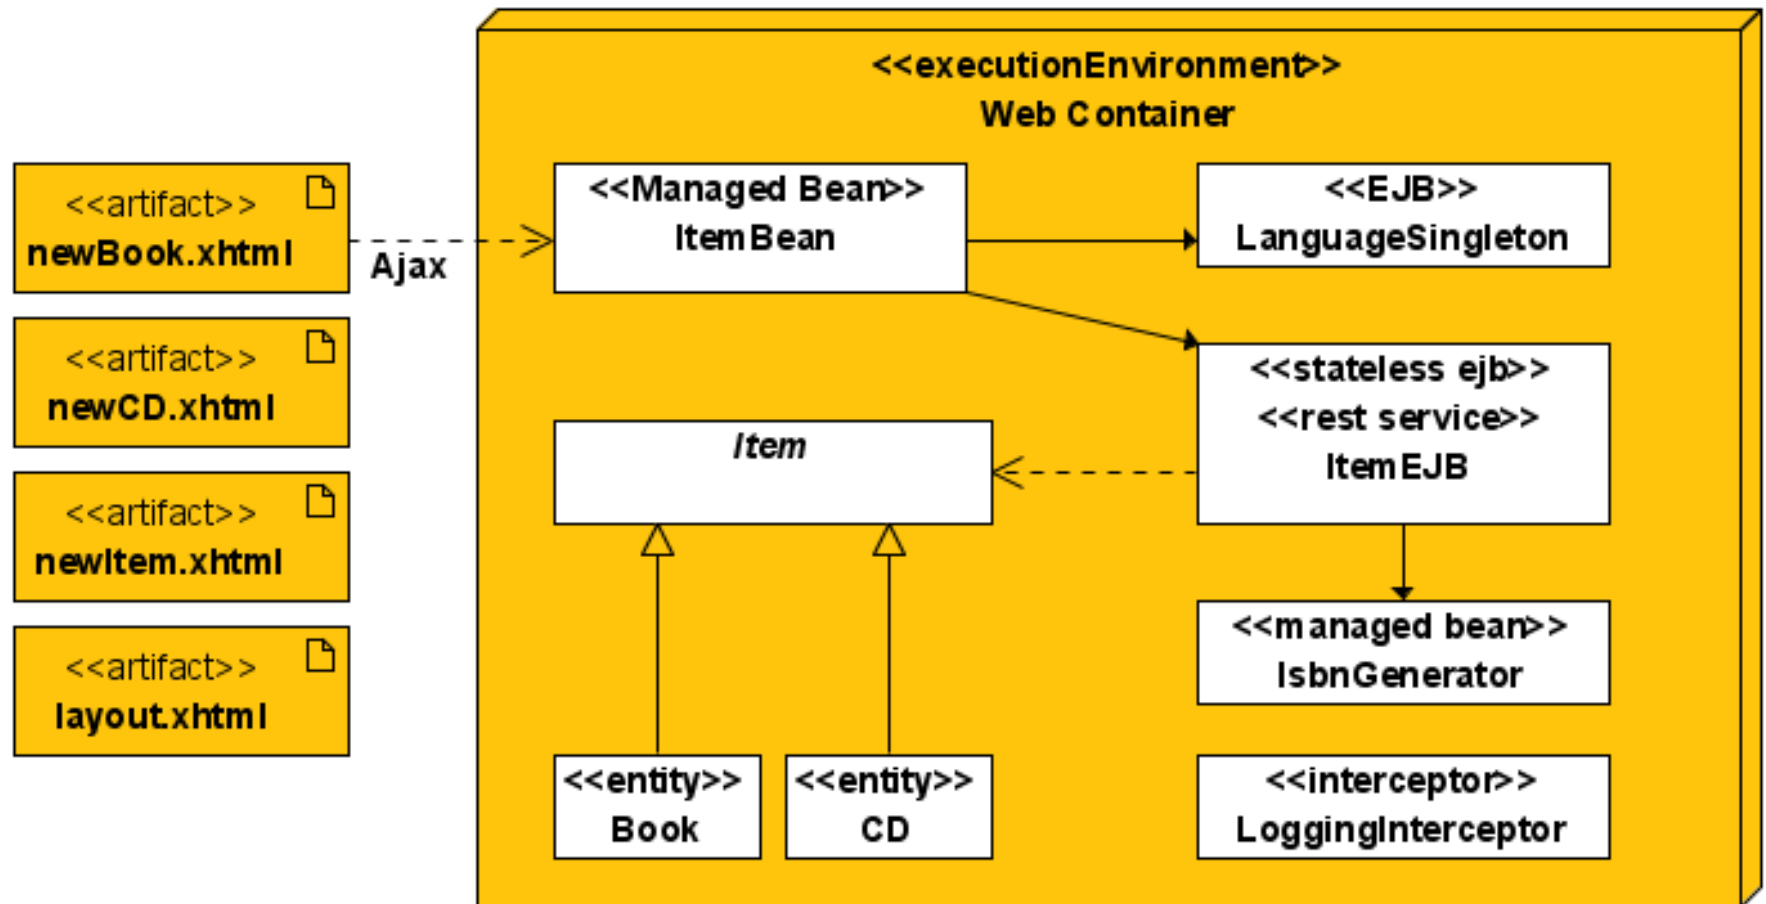 <<executionEnvironment>>
Web Container
<<artifact>>
newBook.xhtml
Ajax
<<artifact>>
newCD.xhtml
<<artifact>>
newItem.xhtml
<<artifact>>
layout.xhtml
<<Managed Bean>>
ItemBean
<<EJB>>
LanguageSingleton
<<stateless ejb>>
<<rest service>>
ItemEJB
Item
<<managed bean>>
IsbnGenerator
<<entity>>
Book
<<entity>>
CD
<<interceptor>>
LoggingInterceptor